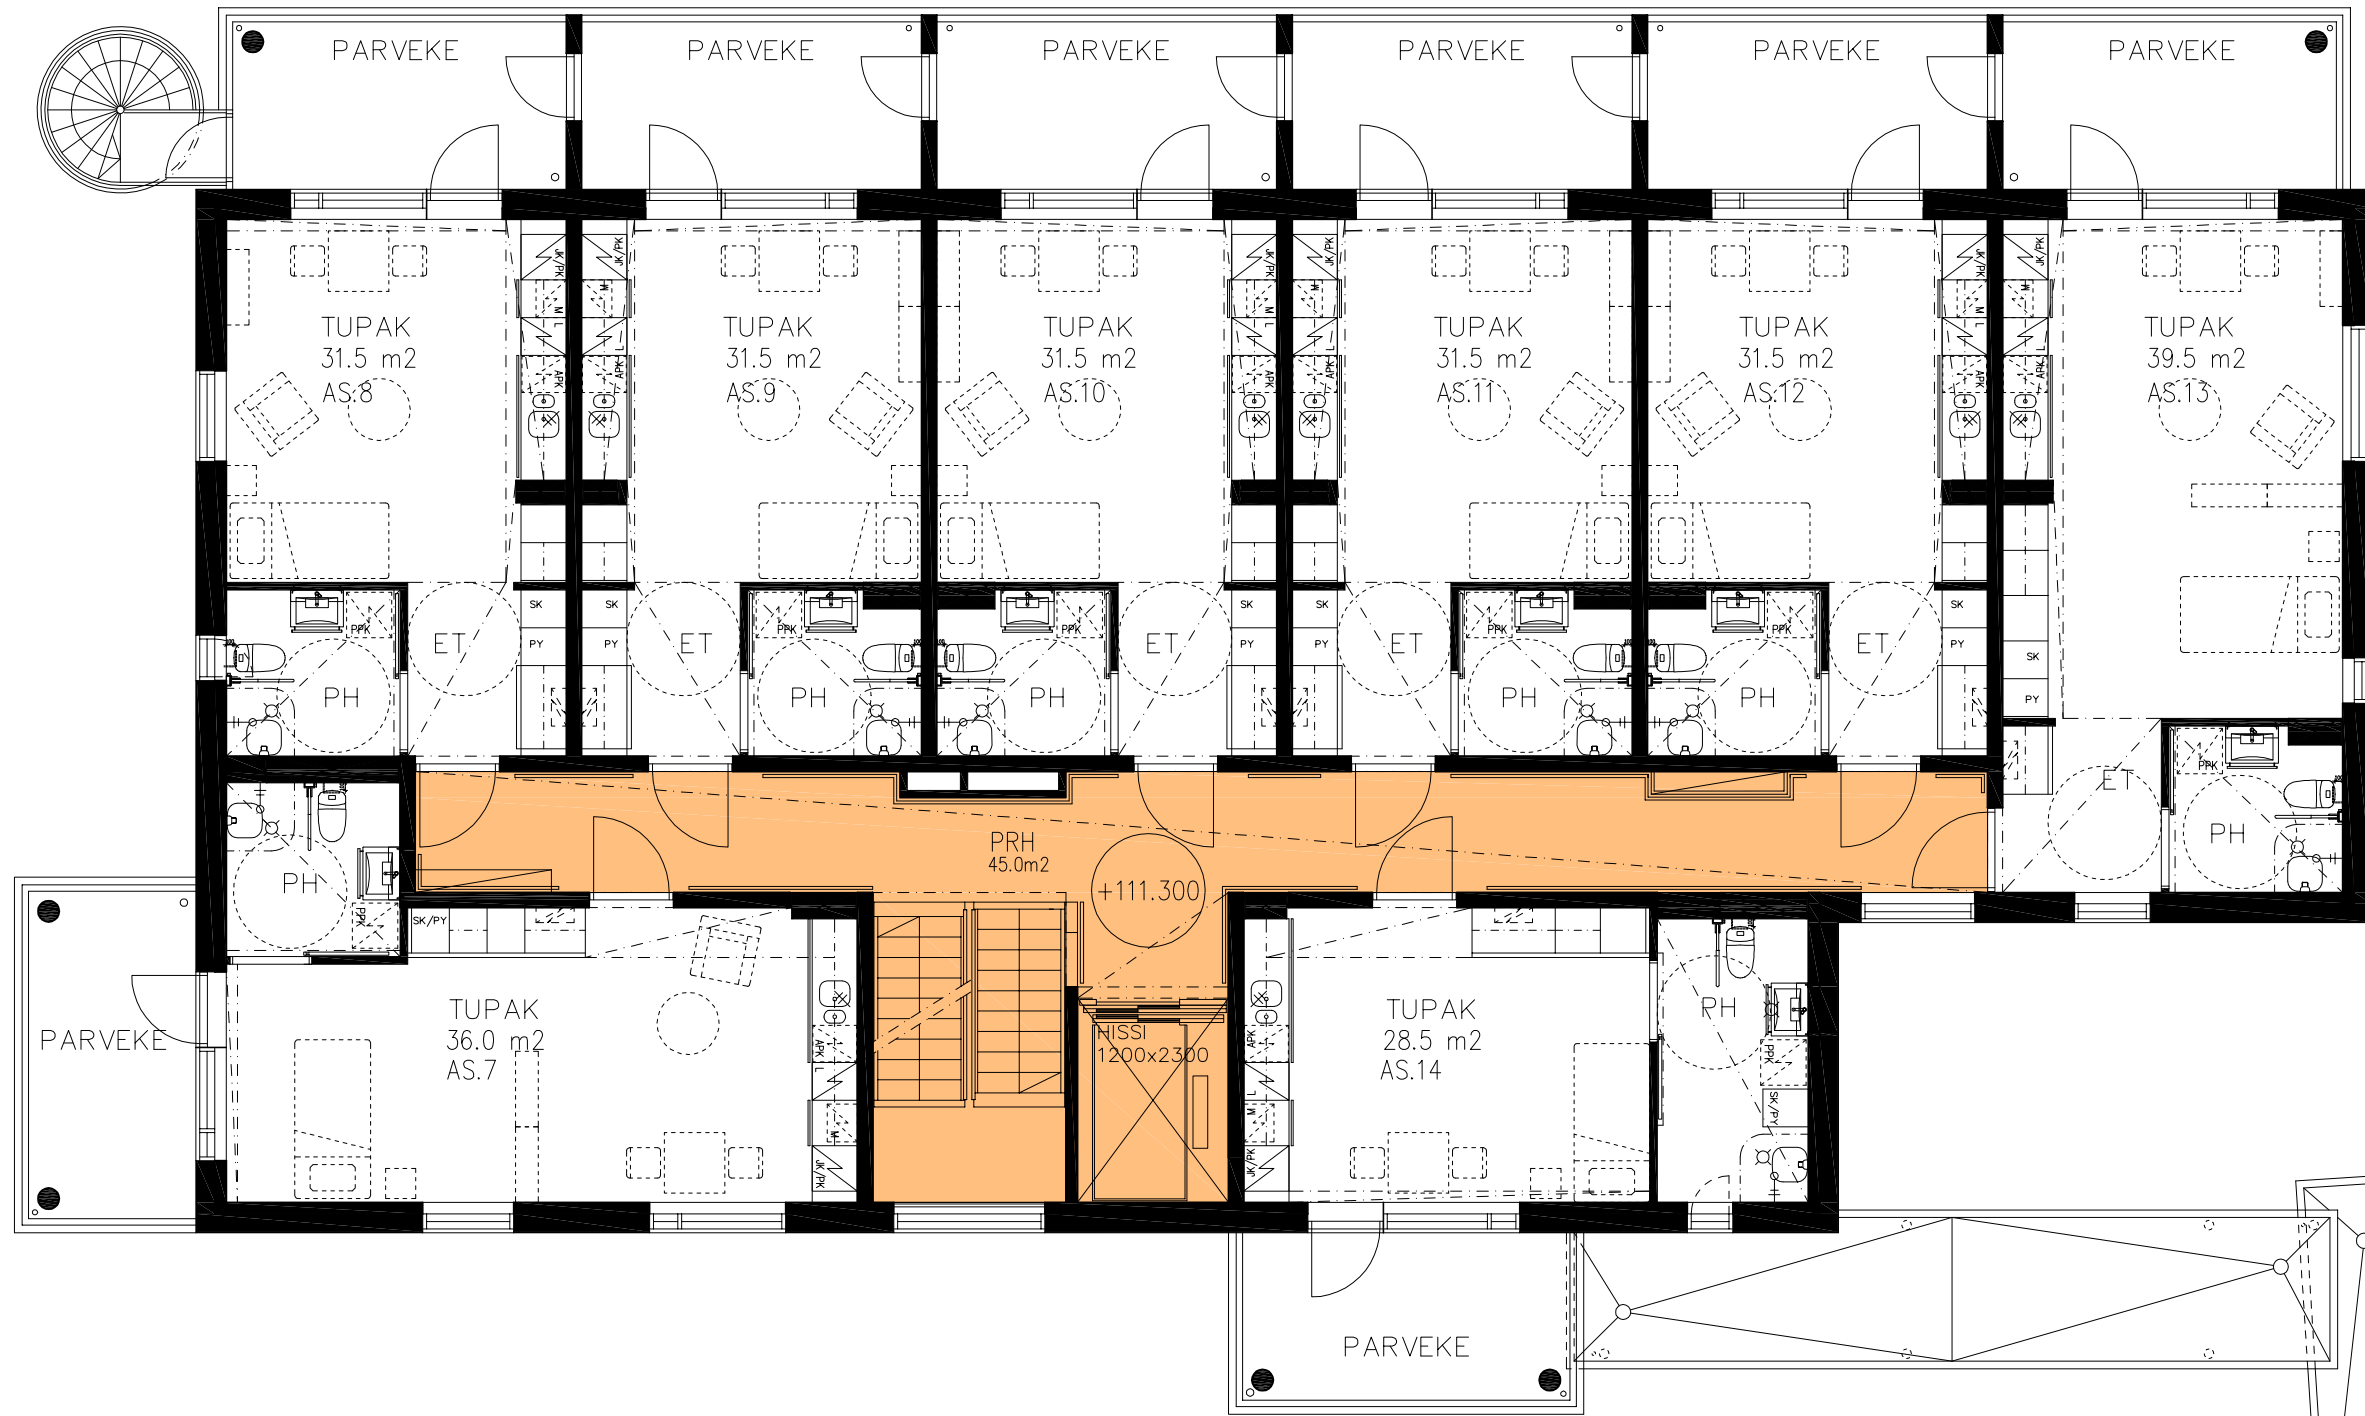 PARVEKE
PARVEKE
PARVEKE
PARVEKE
PARVEKE
PARVEKE
JK/PK
JK/PK
JK/PK
JK/PK
JK/PK
JK/PK
M
L
M
L
M
L
M
L
M
L
M
L
APK
APK
APK
APK
APK
APK
TUPAK
31.5 m2
AS.8
TUPAK
31.5 m2
AS.9
TUPAK
31.5 m2
AS.10
TUPAK
31.5 m2
AS.11
TUPAK
31.5 m2
AS.12
TUPAK
39.5 m2
AS.13
PPK
PH
ET
SK
PY
SK
PY
ET
PPK
PH
PPK
PH
ET
SK
PY
SK
PY
ET
PPK
PH
PPK
PH
ET
SK
PY
SK
PY
ET
PPK
PH
PH
PPK
PRH
45.0m2
+111.300
SK/PY
PARVEKE
TUPAK
36.0 m2
AS.7
APK
L
M
JK/PK
HISSI
1200x2300
APK
L
M
JK/PK
TUPAK
28.5 m2
AS.14
PH
PPK
SK/PY
PARVEKE